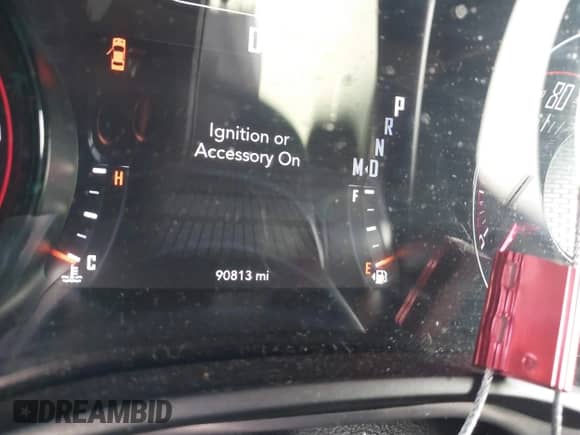 80
P
R
N
M D
Ignition or
Accessory On
H
F
C
E
90813 mi
DREAMBID